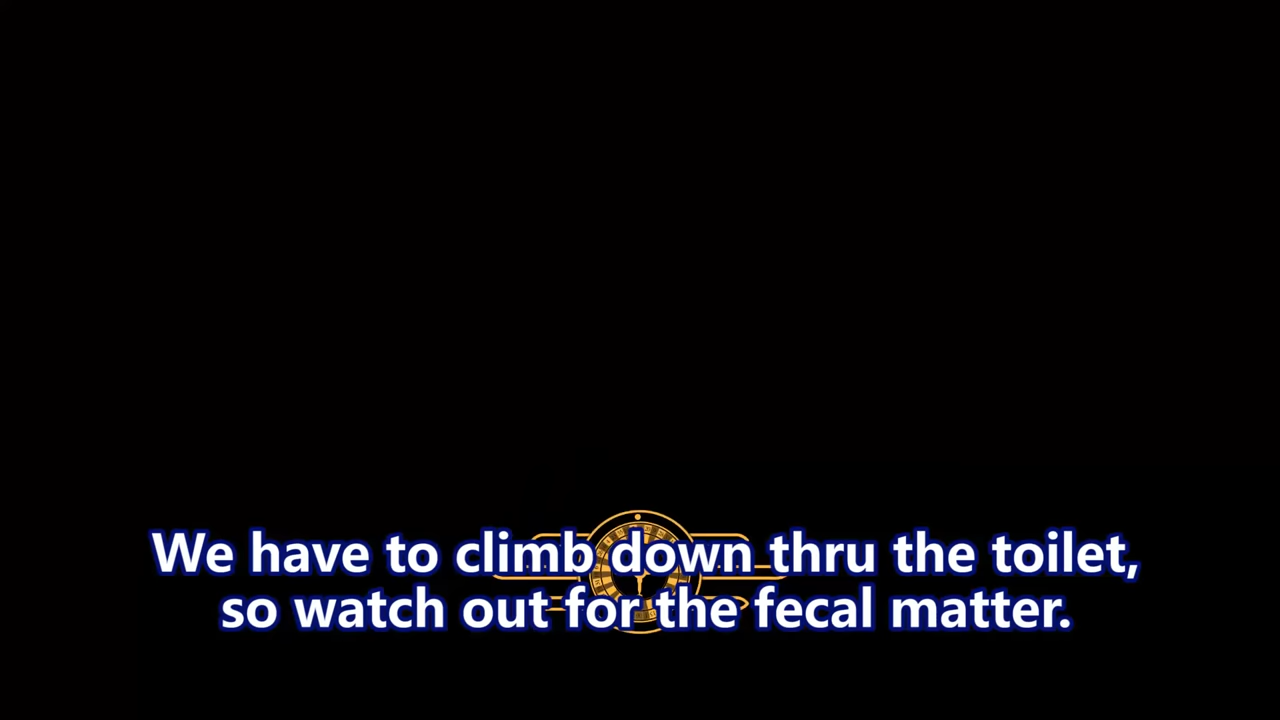 We have to climb down thru the toilet,
so watch out for the fecal matter.